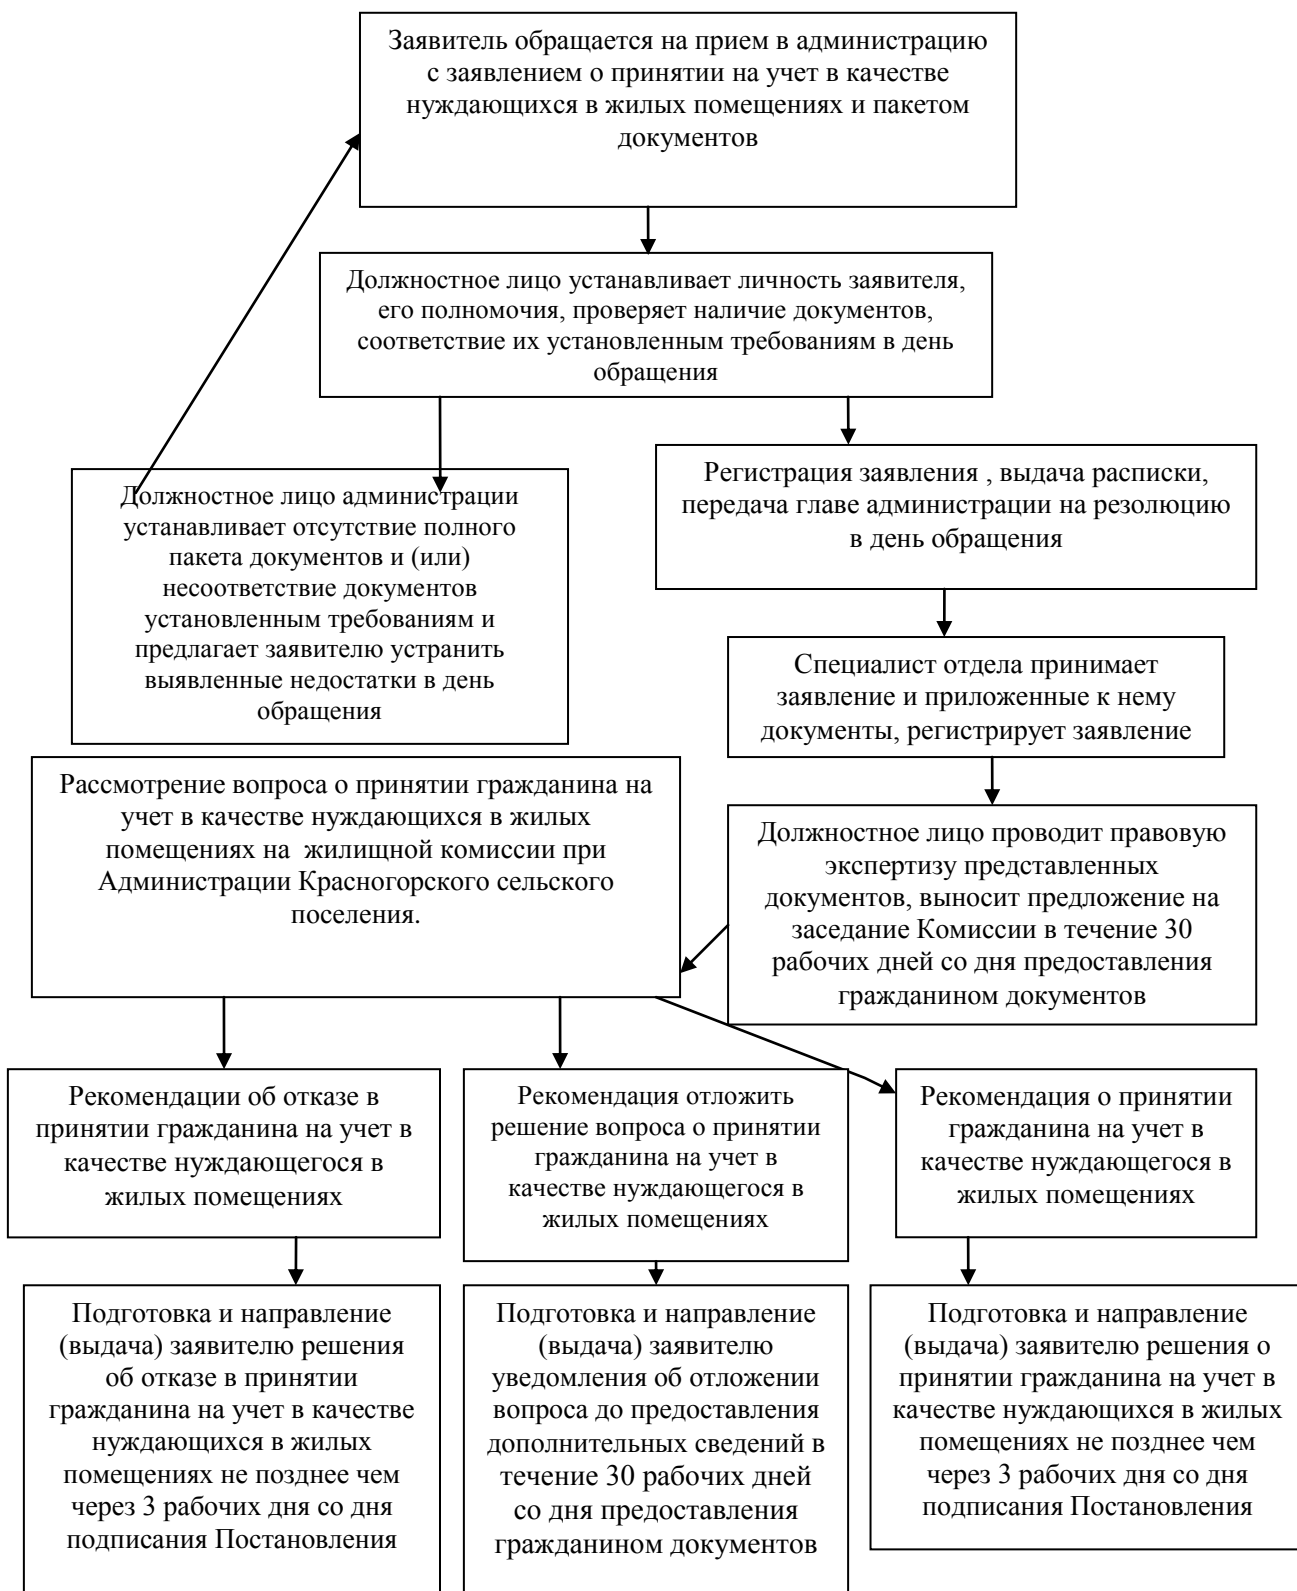 Заявитель обращается на прием в администрацию
с заявлением о принятии на учет в качестве
нуждающихся в жилых помещениях и пакетом
документов
Должностное лицо устанавливает личность заявителя,
его полномочия, проверяет наличие документов,
соответствие их установленным требованиям в день
обращения
Должностное лицо администрации
устанавливает отсутствие полного
пакета документов и (или)
несоответствие документов
установленным требованиям и
предлагает заявителю устранить
выявленные недостатки в день
обращения
Регистрация заявления , выдача расписки,
передача главе администрации на резолюцию
в день обращения
Специалист отдела принимает
заявление и приложенные к нему
документы, регистрирует заявление
Рассмотрение вопроса о принятии гражданина на
учет в качестве нуждающихся в жилых
помещениях на жилищной комиссии при
Администрации Красногорского сельского
поселения.
Должностное лицо проводит правовую
экспертизу представленных
документов, выносит предложение на
заседание Комиссии в течение 30
рабочих дней со дня предоставления
гражданином документов
Рекомендации об отказе в
принятии гражданина на учет в
качестве нуждающегося в
жилых помещениях
Рекомендация отложить
решение вопроса о принятии
гражданина на учет в
качестве нуждающегося в
жилых помещениях
Рекомендация о принятии
гражданина на учет в
качестве нуждающегося в
жилых помещениях
Подготовка и направление
(выдача) заявителю решения
об отказе в принятии
гражданина на учет в качестве
нуждающихся в жилых
помещениях не позднее чем
через 3 рабочих дня со дня
подписания Постановления
Подготовка и направление
(выдача) заявителю
уведомления об отложении
вопроса до предоставления
дополнительных сведений в
течение 30 рабочих дней
со дня предоставления
гражданином документов
Подготовка и направление
(выдача) заявителю решения о
принятии гражданина на учет в
качестве нуждающихся в жилых
помещениях не позднее чем
через 3 рабочих дня со дня
подписания Постановления